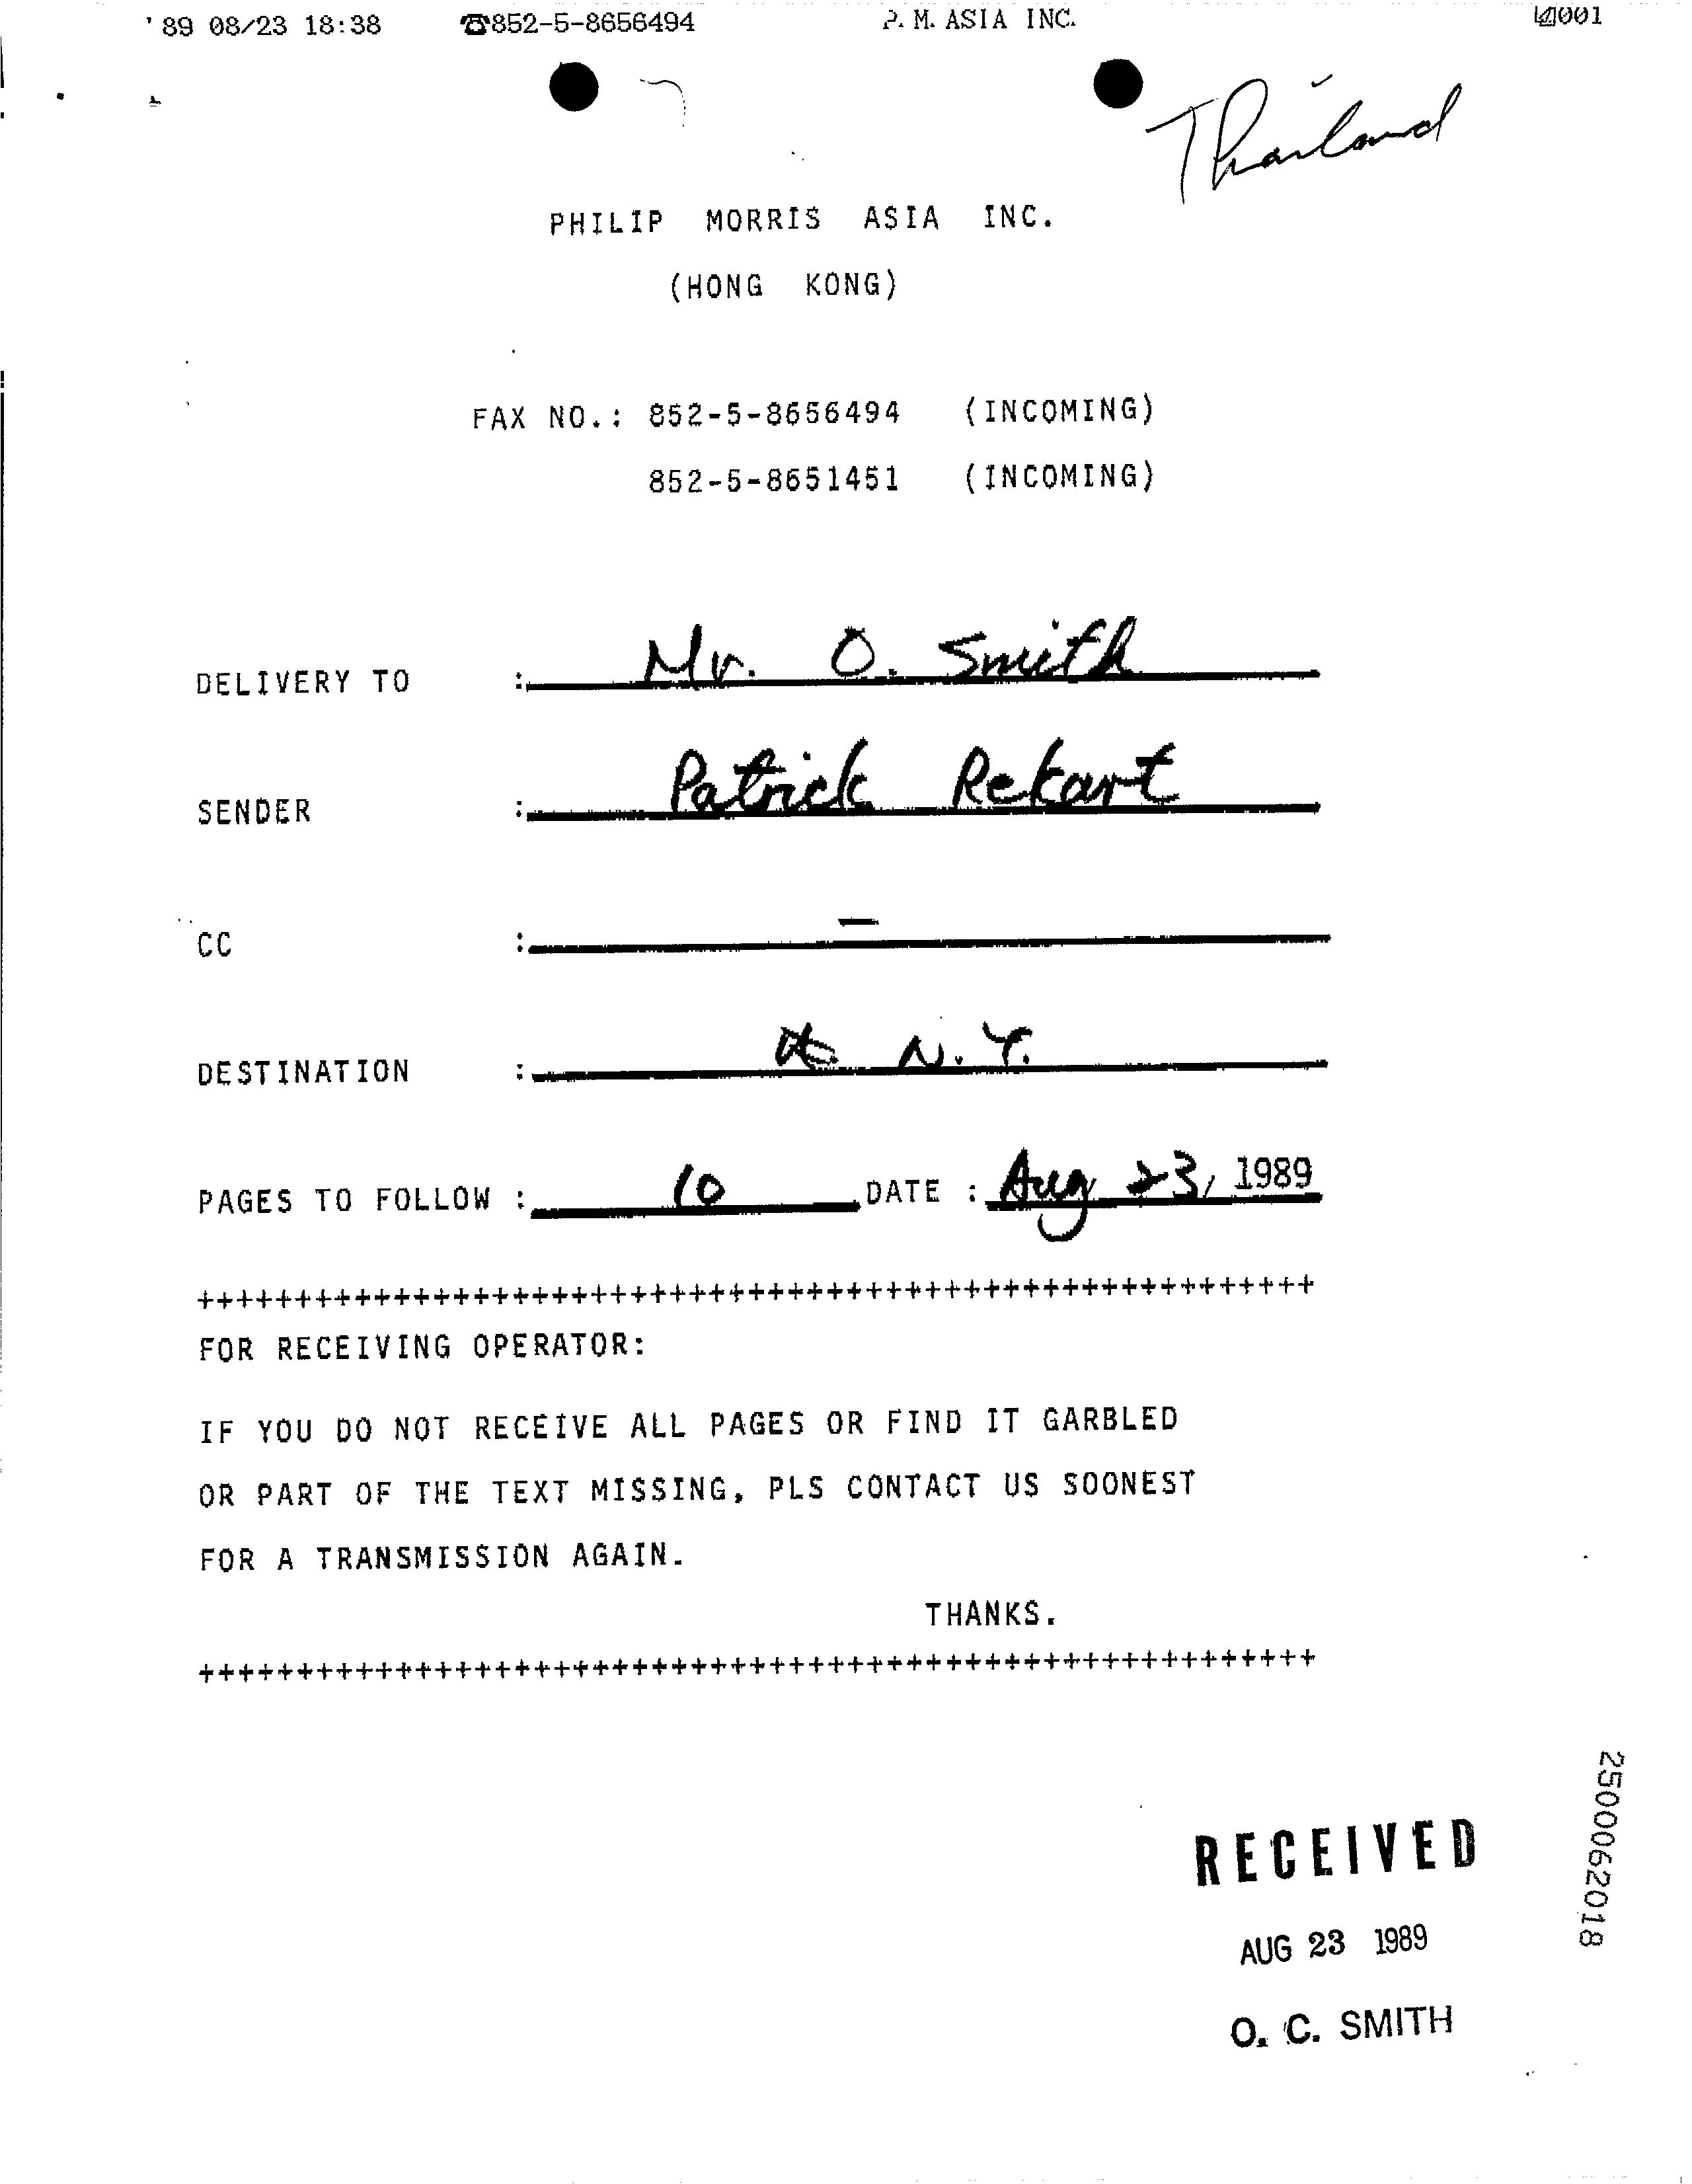 '89 08/23 18:38 ☎852-5-8656494 P.M. ASIA INC. 001
Thailand
PHILIP MORRIS ASIA INC.
(HONG KONG)
FAX NO.: 852-5-8656494 (INCOMING)
852-5-8651451 (INCOMING)
DELIVERY TO : Mr. O. Smith
SENDER : Patrick Rekart
CC : —
DESTINATION : N.Y.
PAGES TO FOLLOW : 10 DATE : Aug 23, 1989
+++++++++++++++++++++++++++++++++++++++++++++++++++++++++
FOR RECEIVING OPERATOR:
IF YOU DO NOT RECEIVE ALL PAGES OR FIND IT GARBLED
OR PART OF THE TEXT MISSING, PLS CONTACT US SOONEST
FOR A TRANSMISSION AGAIN.
THANKS.
+++++++++++++++++++++++++++++++++++++++++++++++++++++++++
RECEIVED
AUG 23 1989
O. C. SMITH
2500062018